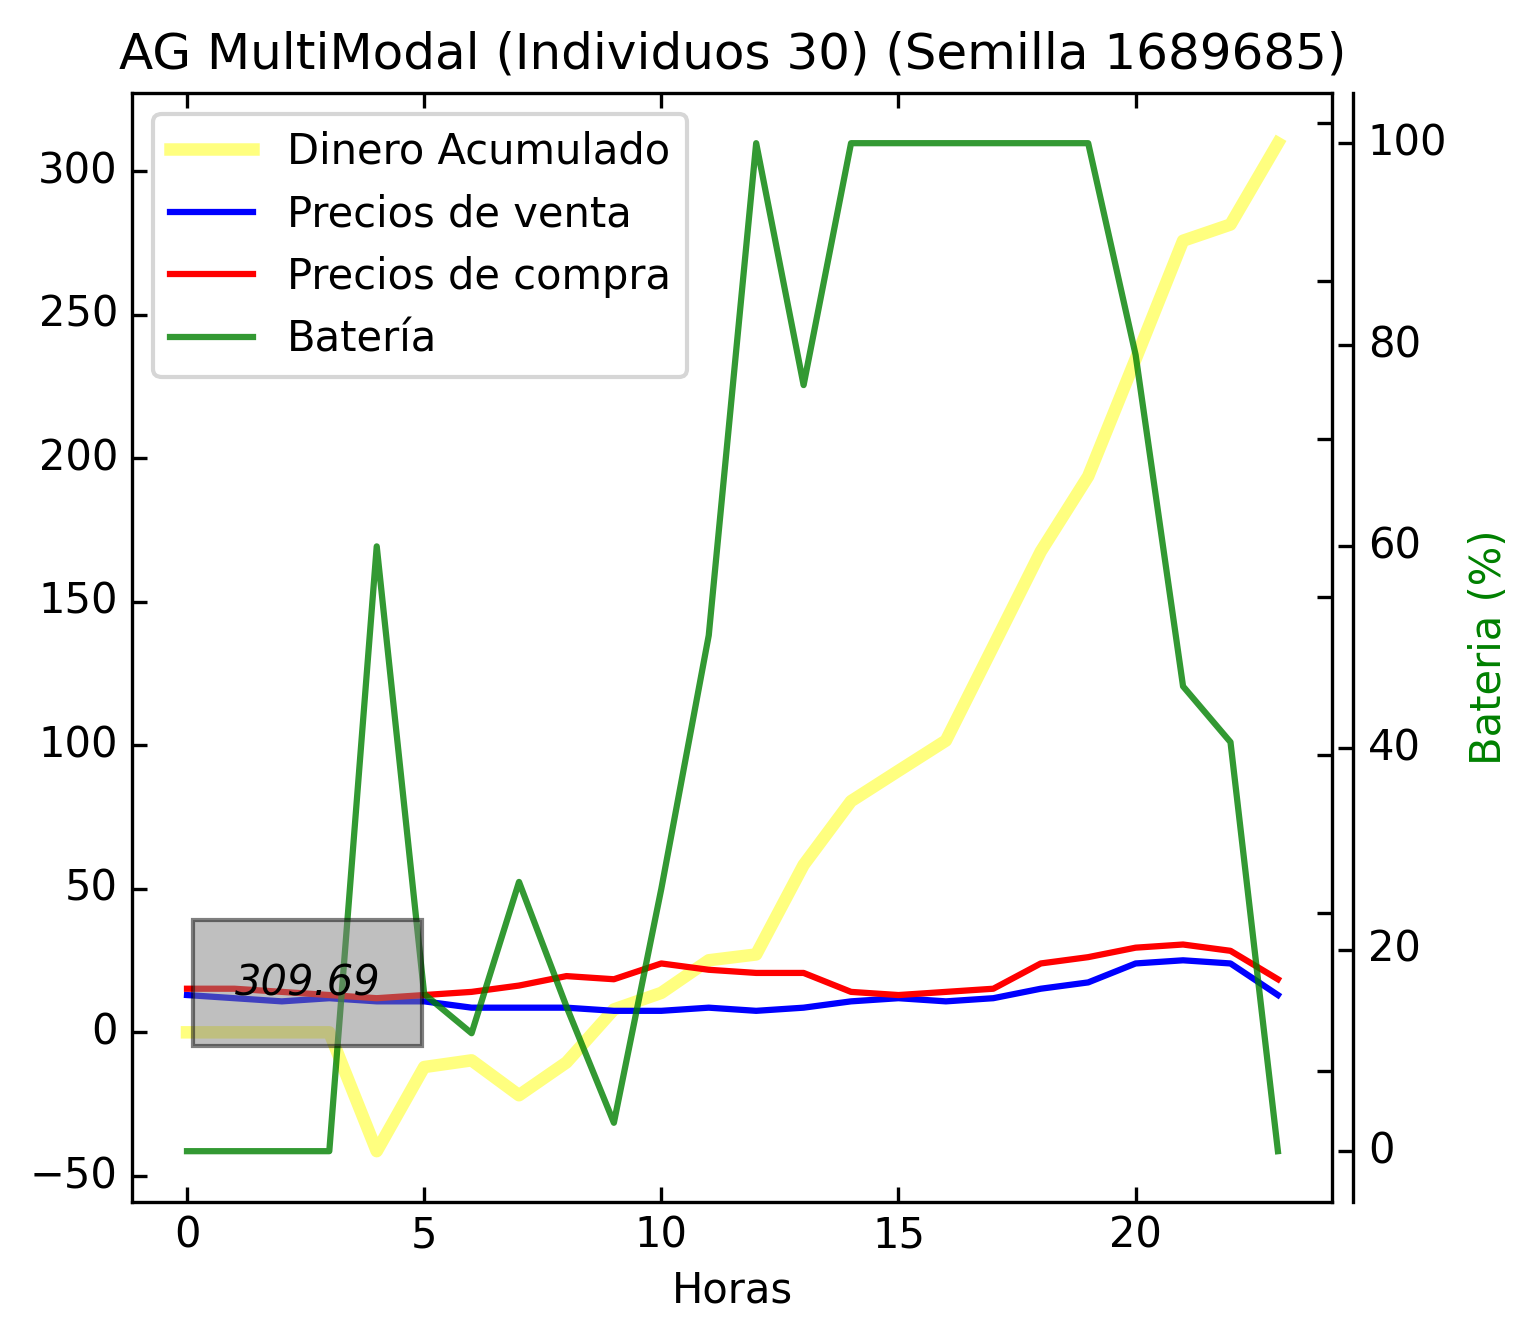 AG MultiModal (Individuos 30) (Semilla 1689685)
Dinero Acumulado
Precios de venta
Precios de compra
Batería
300
250
200
150
100
50
0
−50
309.69
100
80
60
40
20
0
Bateria (%)
0 5 10 15 20
Horas